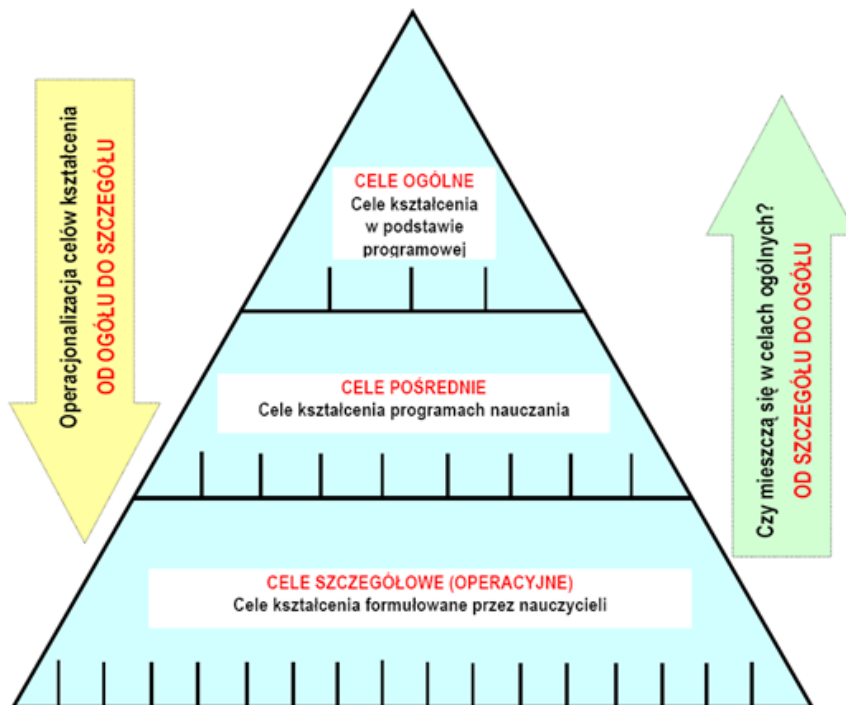 Operacjonalizacja celów kształcenia
OD OGÓŁU DO SZCZEGÓŁU
CELE OGÓLNE
Cele kształcenia
w podstawie
programowej
CELE POŚREDNIE
Cele kształcenia programach nauczania
CELE SZCZEGÓŁOWE (OPERACYJNE)
Cele kształcenia formułowane przez nauczycieli
Czy mieszczą się w celach ogólnych?
OD SZCZEGÓŁU DO OGÓŁU